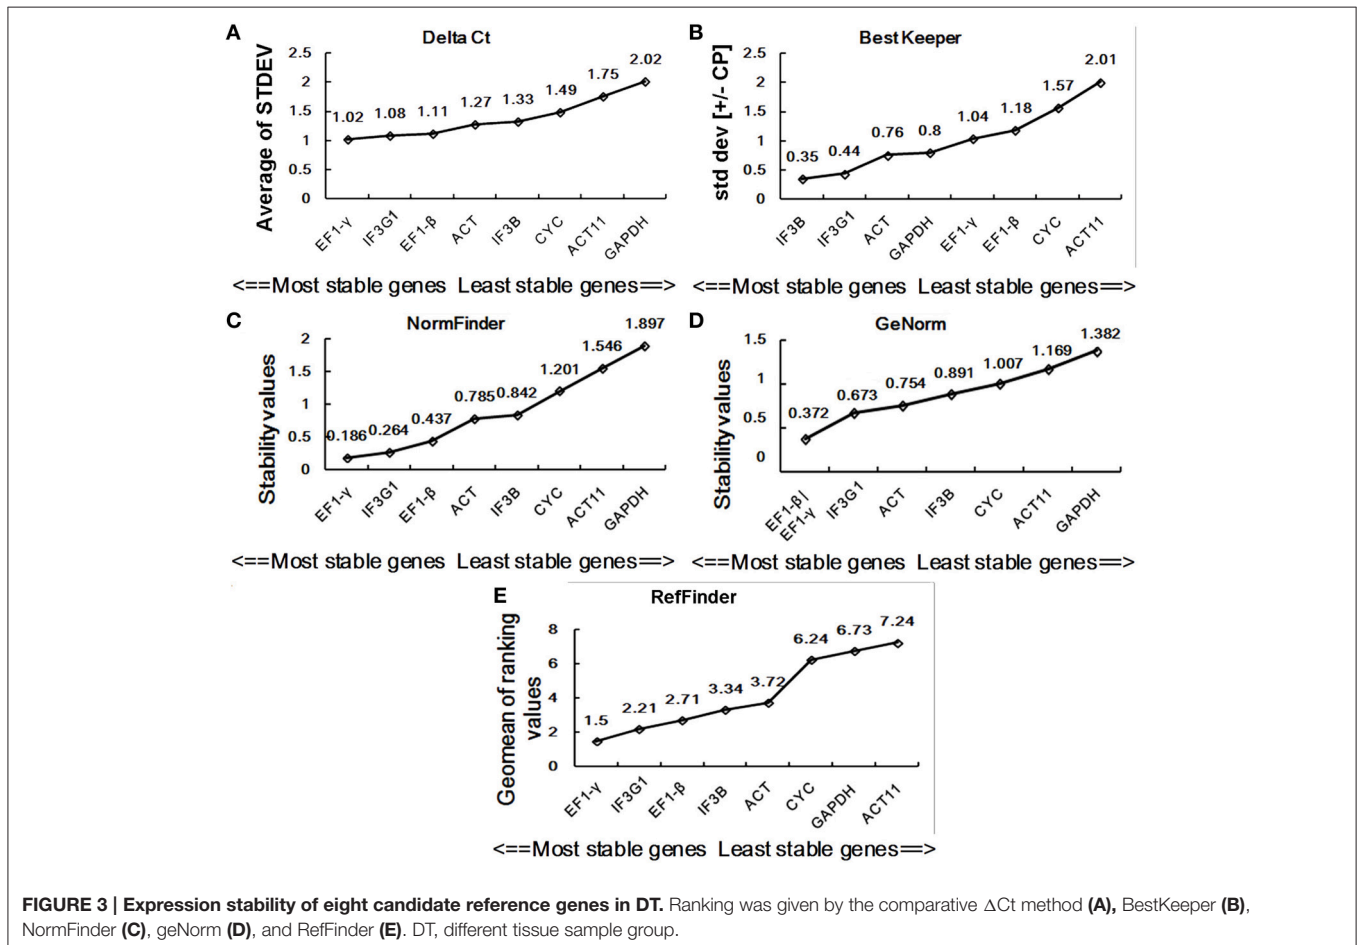 A
Delta Ct
Average of STDEV
2.5
2
1.5
1
0.5
0
1.02 1.08 1.11 1.27 1.33 1.49 1.75 2.02
EF1-γ IF3G1 EF1-β ACT IF3B CYC ACT11 GAPDH
<==Most stable genes Least stable genes==>
B
BestKeeper
std dev [+/- CP]
2.5
2
1.5
1
0.5
0
0.35 0.44 0.76 0.8 1.04 1.18 1.57 2.01
IF3B IF3G1 ACT GAPDH EF1-γ EF1-β CYC ACT11
<==Most stable genes Least stable genes==>
C
NormFinder
Stability values
2
1.5
1
0.5
0
0.186 0.264 0.437 0.785 0.842 1.201 1.546 1.897
EF1-γ IF3G1 EF1-β ACT IF3B CYC ACT11 GAPDH
<==Most stable genes Least stable genes==>
D
GeNorm
Stability values
1.5
1
0.5
0
0.372 0.673 0.754 0.891 1.007 1.169 1.382
EF1-β|
EF1-γ
IF3G1 ACT IF3B CYC ACT11 GAPDH
<==Most stable genes Least stable genes==>
E
RefFinder
Geomean of ranking
values
8
6
4
2
0
1.5 2.21 2.71 3.34 3.72 6.24 6.73 7.24
EF1-γ IF3G1 EF1-β IF3B ACT CYC GAPDH ACT11
<==Most stable genes Least stable genes==>
FIGURE 3 | Expression stability of eight candidate reference genes in DT. Ranking was given by the comparative ΔCt method (A), BestKeeper (B),
NormFinder (C), geNorm (D), and RefFinder (E). DT, different tissue sample group.